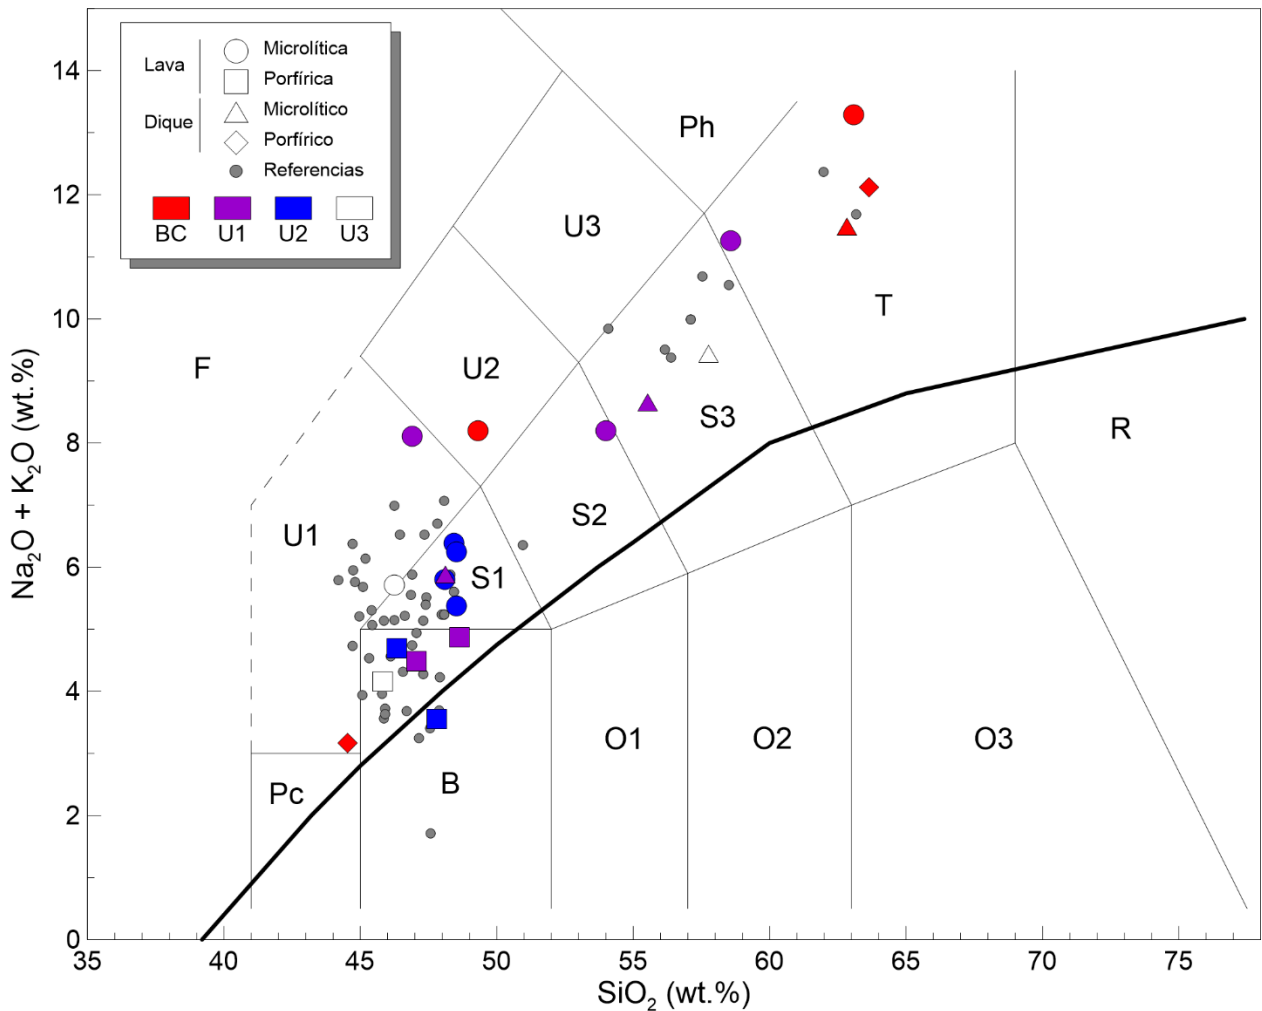 Lava
Microlítica
Porfírica
Dique
Microlítico
Porfírico
Referencias
BC U1 U2 U3
Ph
U3
T
F
U2
S3
R
U1
S2
S1
O1 O2 O3
Pc
B
Na₂O + K₂O (wt.%)
14
12
10
8
6
4
2
0
35 40 45 50 55 60 65 70 75
SiO₂ (wt.%)